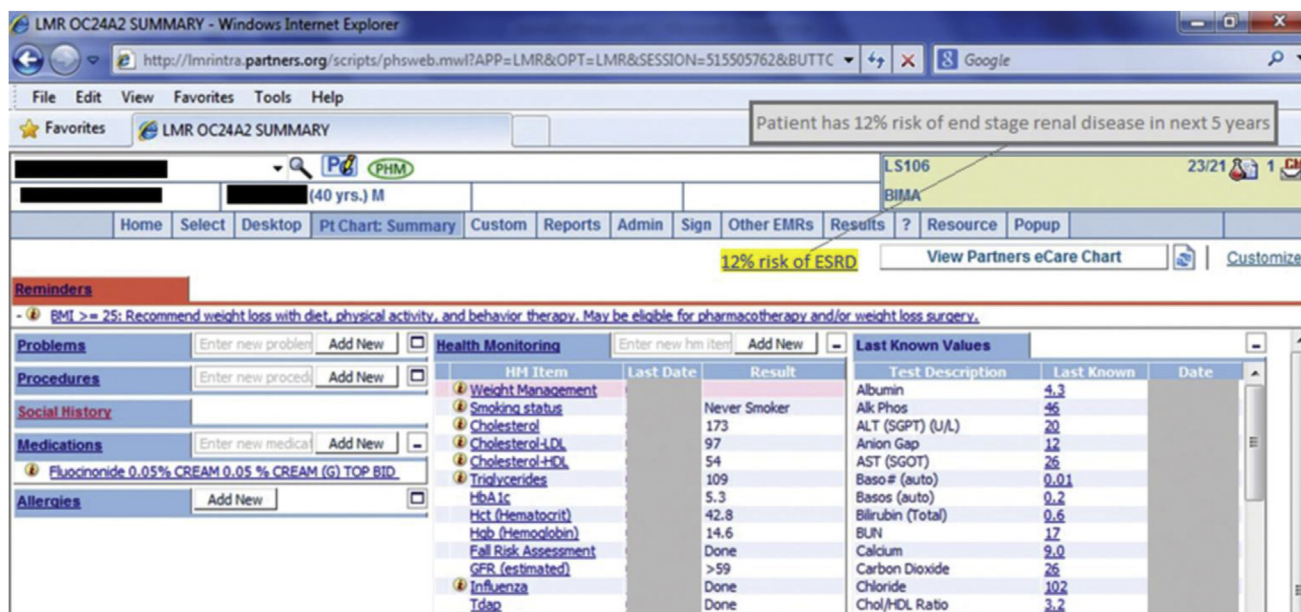 LMR OC24A2 SUMMARY - Windows Internet Explorer
http://lmrintra.partners.org/scripts/phsweb.mwl?APP=LMR&OPT=LMR&SESSION=515505762&BUTTC
Google
File Edit View Favorites Tools Help
Favorites LMR OC24A2 SUMMARY
Patient has 12% risk of end stage renal disease in next 5 years
PHM LS106 23/21 1
(40 yrs.) M BIMA
Home Select Desktop Pt Chart: Summary Custom Reports Admin Sign Other EMRs Results ? Resource Popup
12% risk of ESRD View Partners eCare Chart Customize
Reminders
- BMI >= 25: Recommend weight loss with diet, physical activity, and behavior therapy. May be eligible for pharmacotherapy and/or weight loss surgery.
Problems Enter new problem Add New
Procedures Enter new proced Add New
Social History
Medications Enter new medicat Add New
Fluocinonide 0.05% CREAM 0.05 % CREAM (G) TOP BID
Allergies Add New
Health Monitoring Enter new hm item Add New
HM Item Last Date Result
Weight Management
Smoking status Never Smoker
Cholesterol 173
Cholesterol-LDL 97
Cholesterol-HDL 54
Triglycerides 109
HbA1c 5.3
Hct (Hematocrit) 42.8
Hgb (Hemoglobin) 14.6
Fall Risk Assessment Done
GFR (estimated) >59
Influenza Done
Tdap Done
Last Known Values
Test Description Last Known Date
Albumin 4.3
Alk Phos 46
ALT (SGPT) (U/L) 20
Anion Gap 12
AST (SGOT) 26
Baso# (auto) 0.01
Basos (auto) 0.2
Bilirubin (Total) 0.6
BUN 17
Calcium 9.0
Carbon Dioxide 26
Chloride 102
Chol/HDL Ratio 3.2